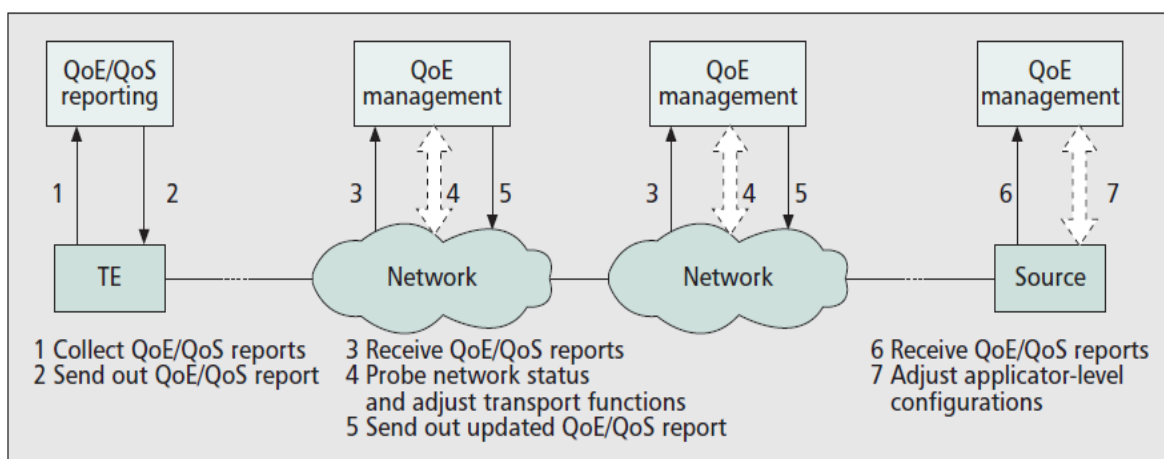 QoE/QoS
reporting
QoE
management
QoE
management
QoE
management
1
2
3
4
5
3
4
5
6
7
TE
Network
Network
Source
1 Collect QoE/QoS reports
2 Send out QoE/QoS report
3 Receive QoE/QoS reports
4 Probe network status
and adjust transport functions
5 Send out updated QoE/QoS report
6 Receive QoE/QoS reports
7 Adjust applicator-level
configurations